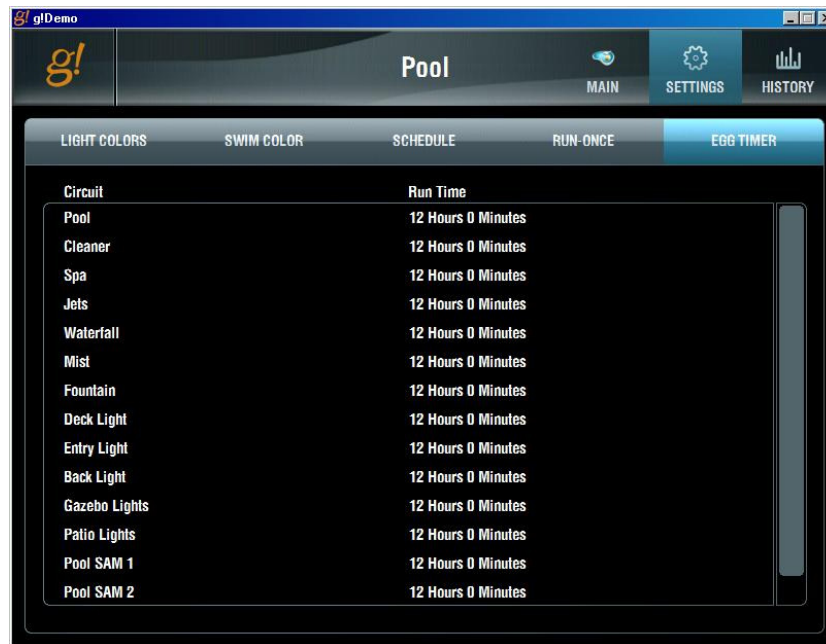 g! g!Demo
g!
Pool
MAIN
SETTINGS
HISTORY
LIGHT COLORS SWIM COLOR SCHEDULE RUN-ONCE EGG TIMER
Circuit Run Time
Pool 12 Hours 0 Minutes
Cleaner 12 Hours 0 Minutes
Spa 12 Hours 0 Minutes
Jets 12 Hours 0 Minutes
Waterfall 12 Hours 0 Minutes
Mist 12 Hours 0 Minutes
Fountain 12 Hours 0 Minutes
Deck Light 12 Hours 0 Minutes
Entry Light 12 Hours 0 Minutes
Back Light 12 Hours 0 Minutes
Gazebo Lights 12 Hours 0 Minutes
Patio Lights 12 Hours 0 Minutes
Pool SAM 1 12 Hours 0 Minutes
Pool SAM 2 12 Hours 0 Minutes